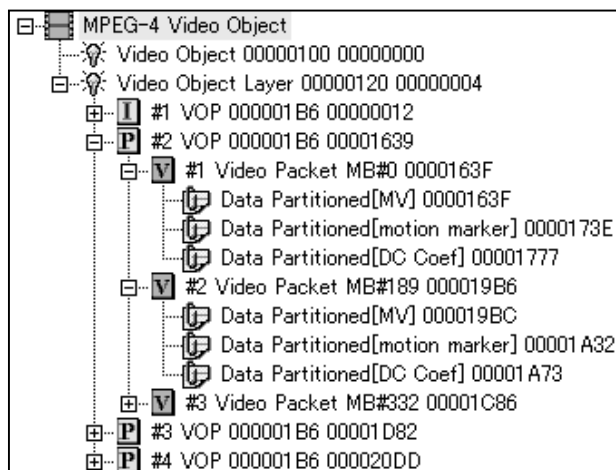 MPEG-4 Video Object
Video Object 00000100 00000000
Video Object Layer 00000120 00000004
I #1 VOP 000001B6 00000012
P #2 VOP 000001B6 00001639
V #1 Video Packet MB#0 0000163F
Data Partitioned[MV] 0000163F
Data Partitioned[motion marker] 0000173E
Data Partitioned[DC Coef] 00001777
V #2 Video Packet MB#189 000019B6
Data Partitioned[MV] 000019BC
Data Partitioned[motion marker] 00001A32
Data Partitioned[DC Coef] 00001A73
V #3 Video Packet MB#332 00001C86
P #3 VOP 000001B6 00001D82
P #4 VOP 000001B6 000020DD